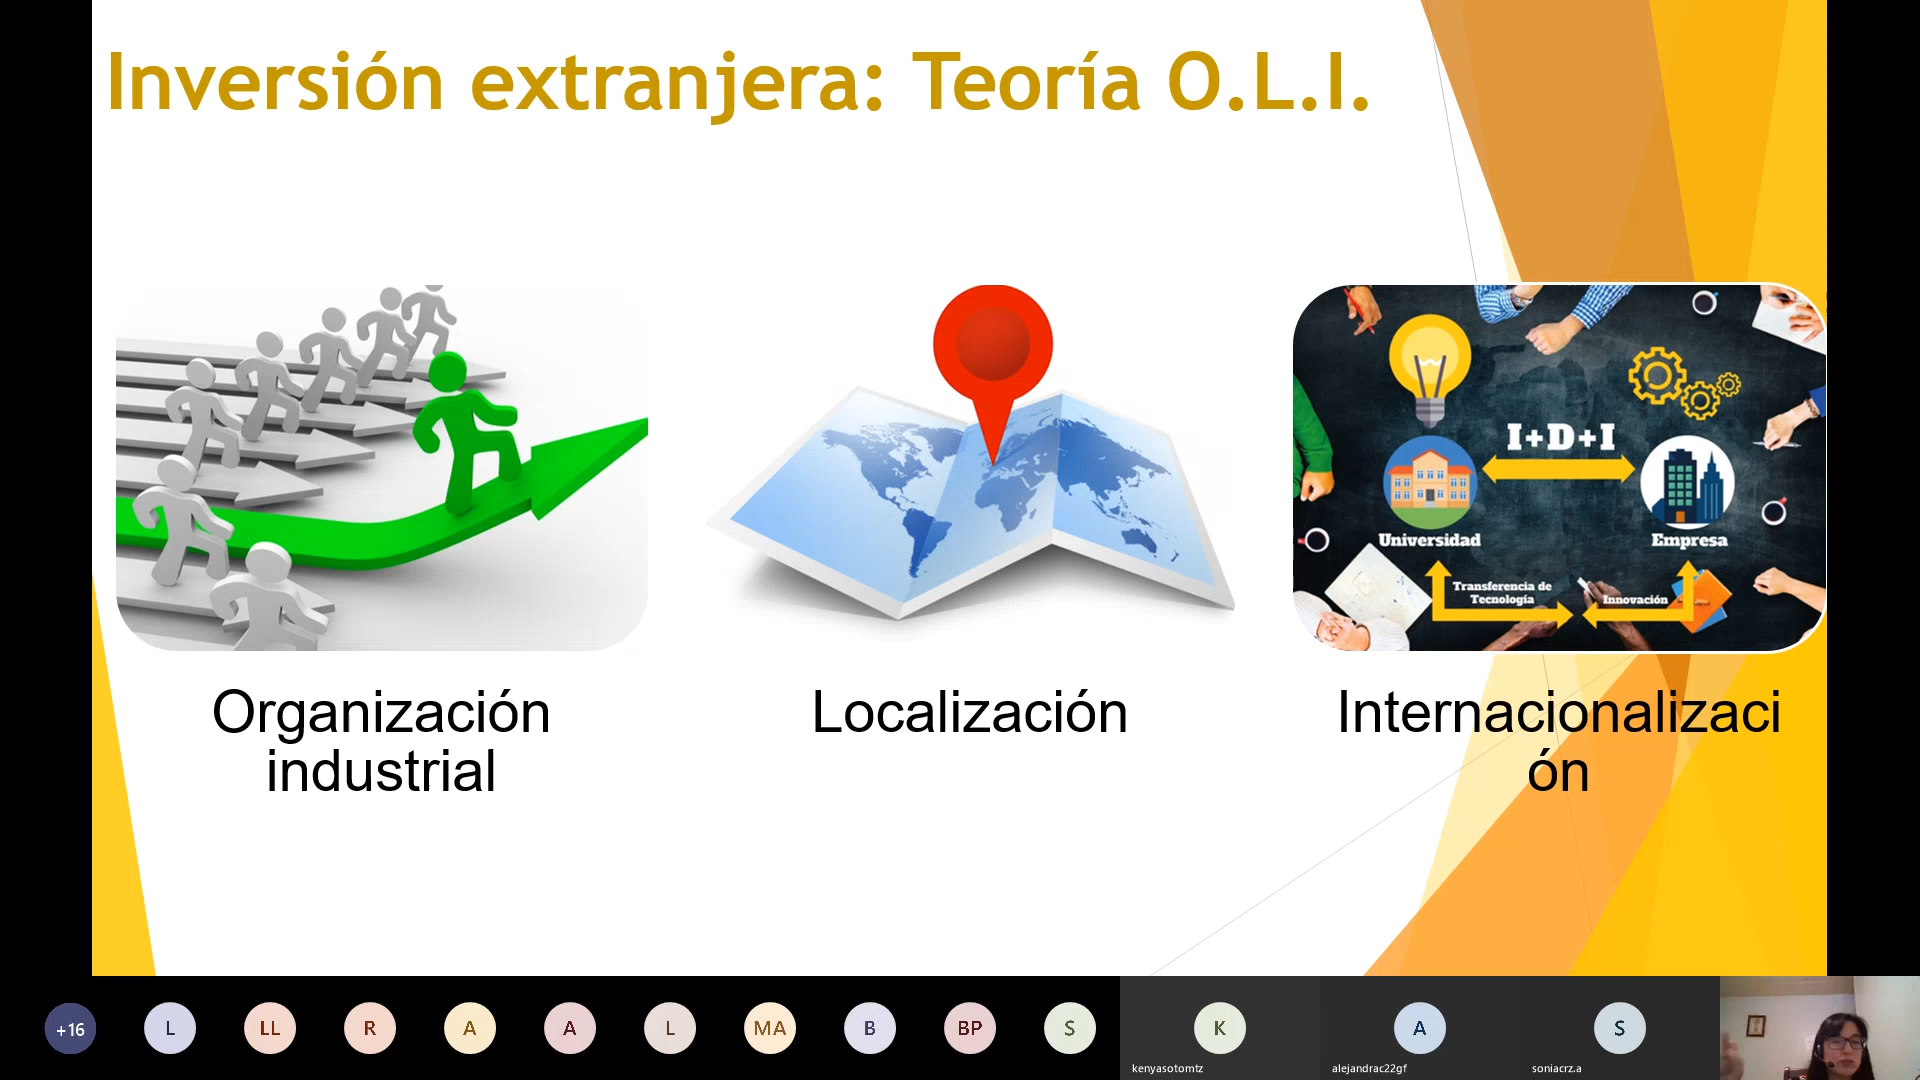 Inversión extranjera: Teoría O.L.I.
I+D+I
Universidad
Empresa
Transferencia de
Tecnología
Innovación
Organización
industrial
Localización
Internacionalizaci
ón
+16
L
LL
R
A
A
L
MA
B
BP
S
K
A
S
kenyasotomtz
alejandrac22gf
soniacrz.a